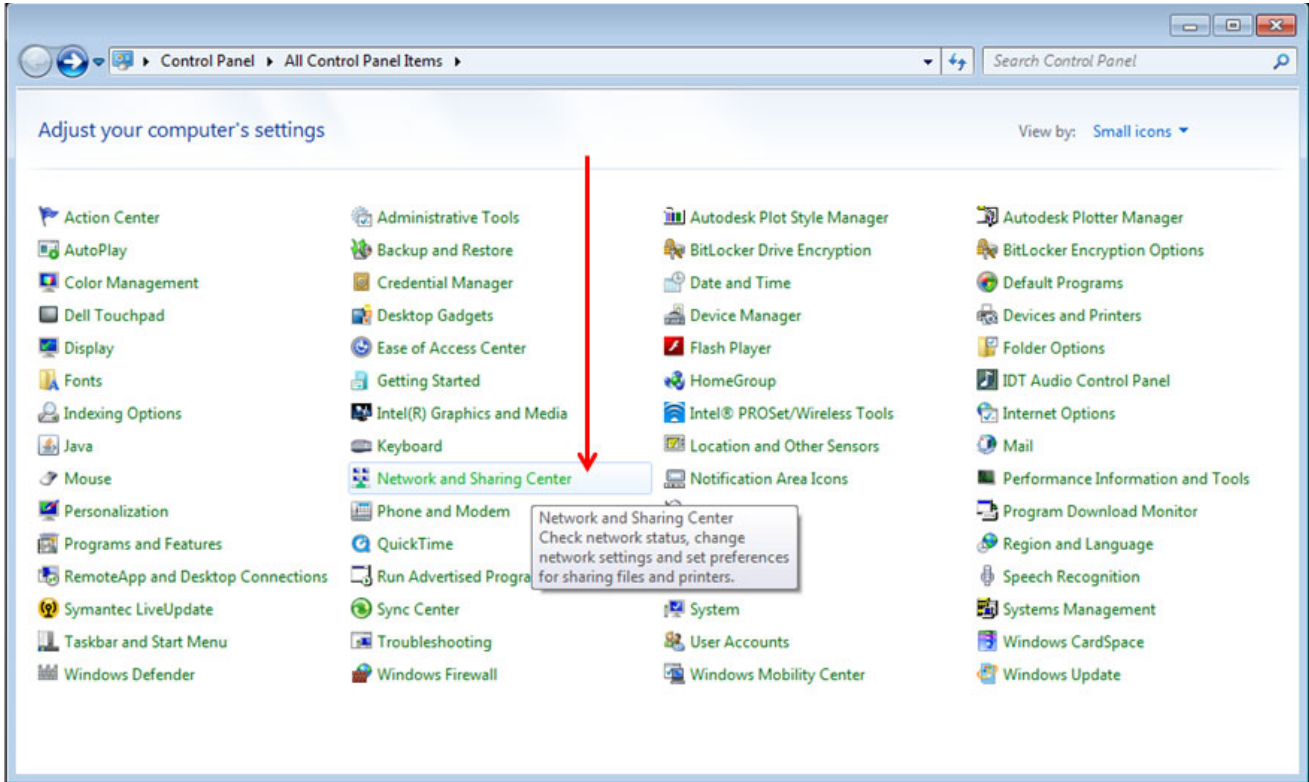 Control Panel All Control Panel Items
Search Control Panel
Adjust your computer's settings
View by: Small icons
Action Center Administrative Tools Autodesk Plot Style Manager Autodesk Plotter Manager
AutoPlay Backup and Restore BitLocker Drive Encryption BitLocker Encryption Options
Color Management Credential Manager Date and Time Default Programs
Dell Touchpad Desktop Gadgets Device Manager Devices and Printers
Display Ease of Access Center Flash Player Folder Options
Fonts Getting Started HomeGroup IDT Audio Control Panel
Indexing Options Intel(R) Graphics and Media Intel® PROSet/Wireless Tools Internet Options
Java Keyboard Location and Other Sensors Mail
Mouse Network and Sharing Center Notification Area Icons Performance Information and Tools
Personalization Phone and Modem Program Download Monitor
Network and Sharing Center
Check network status, change
network settings and set preferences
for sharing files and printers.
Programs and Features QuickTime Region and Language
RemoteApp and Desktop Connections Run Advertised Progra Speech Recognition
Symantec LiveUpdate Sync Center System Systems Management
Taskbar and Start Menu Troubleshooting User Accounts Windows CardSpace
Windows Defender Windows Firewall Windows Mobility Center Windows Update